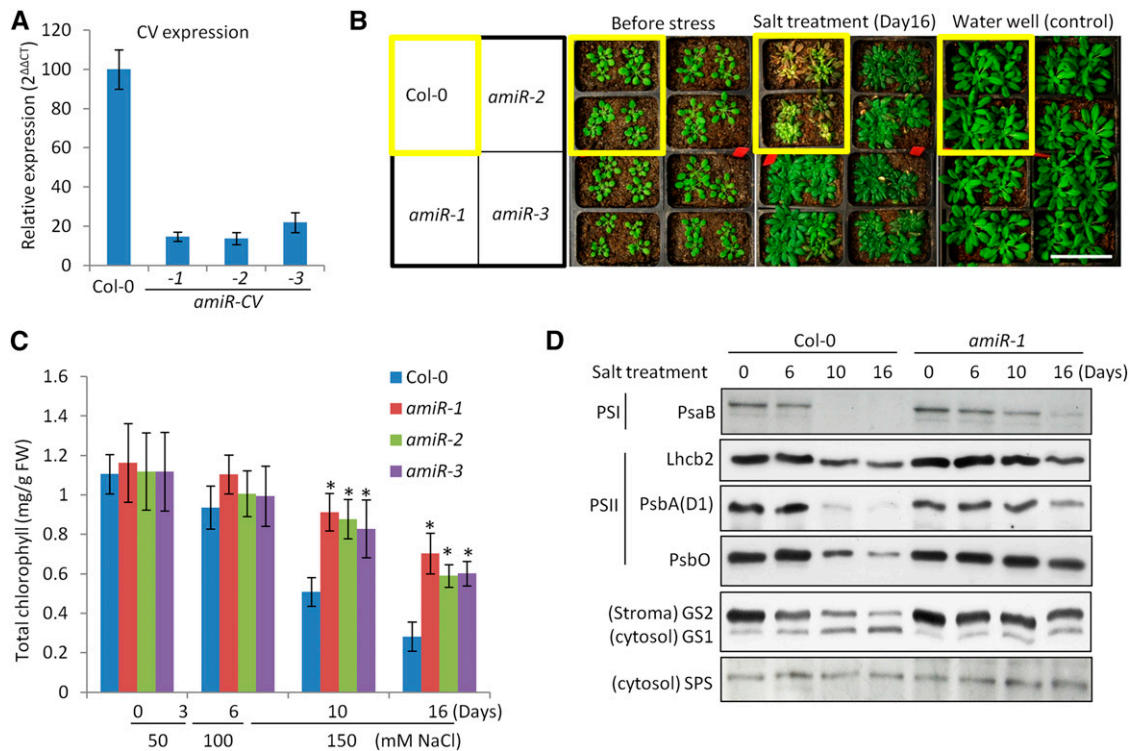 A
CV expression
Relative expression (2ΔΔCT)
120
100
80
60
40
20
0
Col-0
-1
-2
-3
amiR-CV
B
Before stress
Salt treatment (Day16)
Water well (control)
Col-0
amiR-2
amiR-1
amiR-3
C
Total chlorophyll (mg/g FW)
1.6
1.4
1.2
1
0.8
0.6
0.4
0.2
0
Col-0
amiR-1
amiR-2
amiR-3
* * *
* * *
0 3 6 10 16 (Days)
50 100 150 (mM NaCl)
D
Col-0 amiR-1
Salt treatment 0 6 10 16 0 6 10 16 (Days)
PSI PsaB
Lhcb2
PSII PsbA(D1)
PsbO
(Stroma) GS2
(cytosol) GS1
(cytosol) SPS